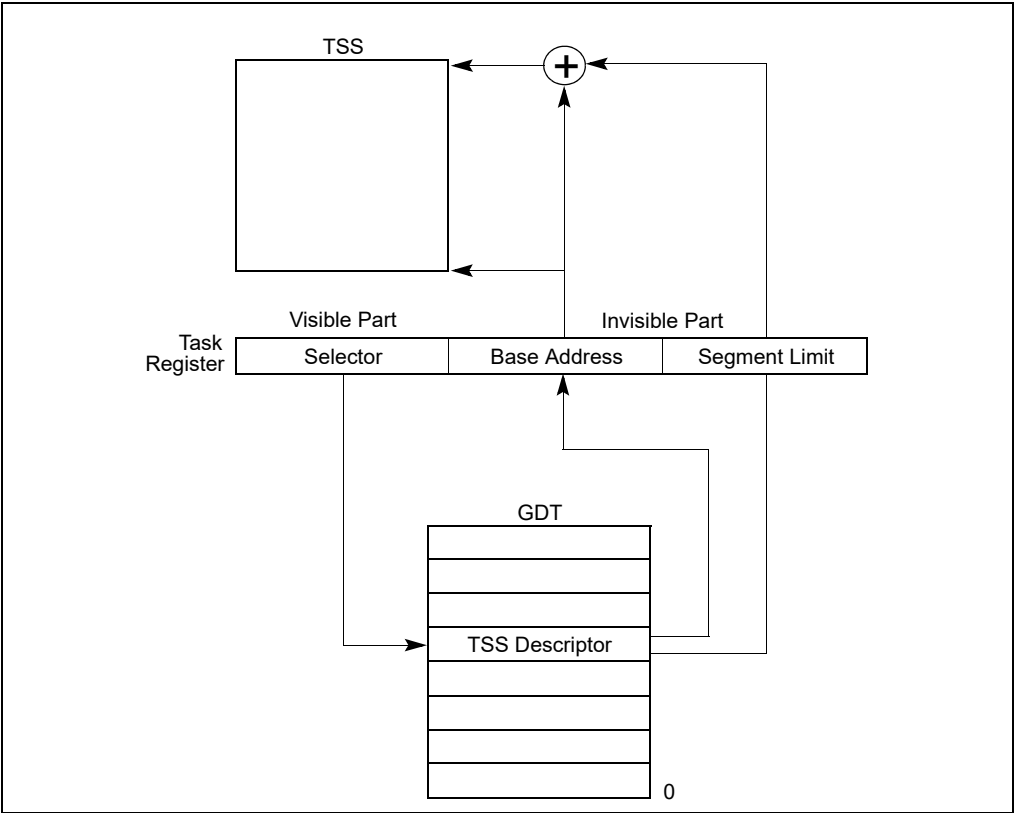 TSS
+
Visible Part
Invisible Part
Task
Register
Selector
Base Address
Segment Limit
GDT
TSS Descriptor
0